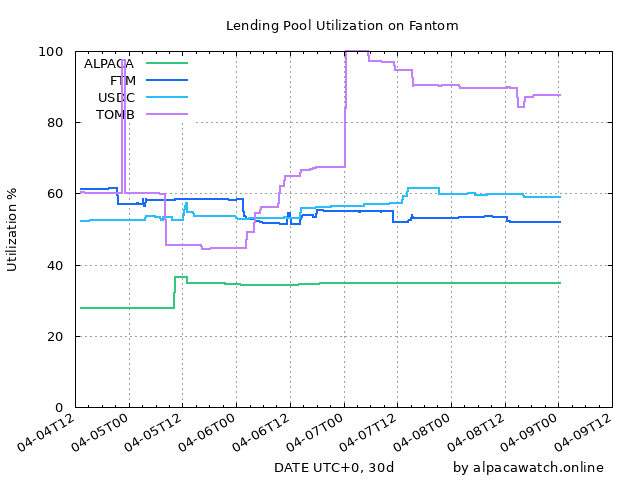 Lending Pool Utilization on Fantom
100
80
60
40
20
0
Utilization %
ALPACA
FTM
USDC
TOMB
04-04T12
04-05T00
04-05T12
04-06T00
04-06T12
04-07T00
04-07T12
04-08T00
04-08T12
04-09T00
04-09T12
DATE UTC+0, 30d
by alpacawatch.online